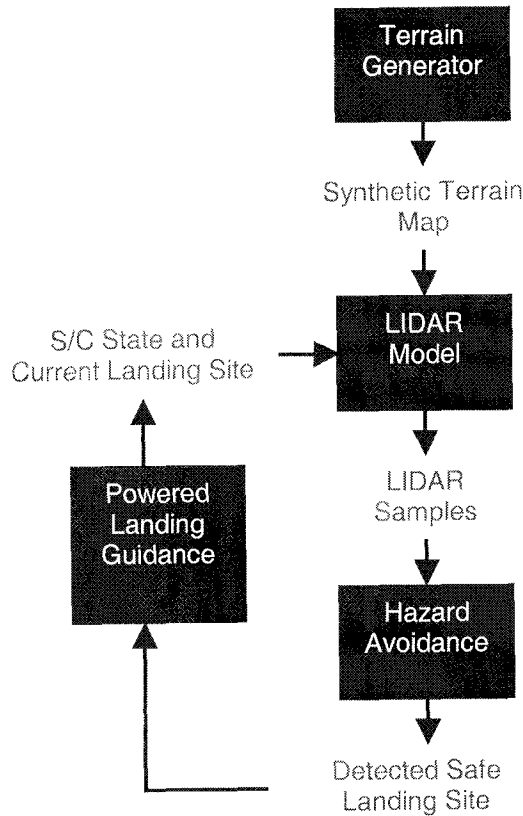 Terrain
Generator
Synthetic Terrain
Map
LIDAR
Model
S/C State and
Current Landing Site
LIDAR
Samples
Powered
Landing
Guidance
Hazard
Avoidance
Detected Safe
Landing Site